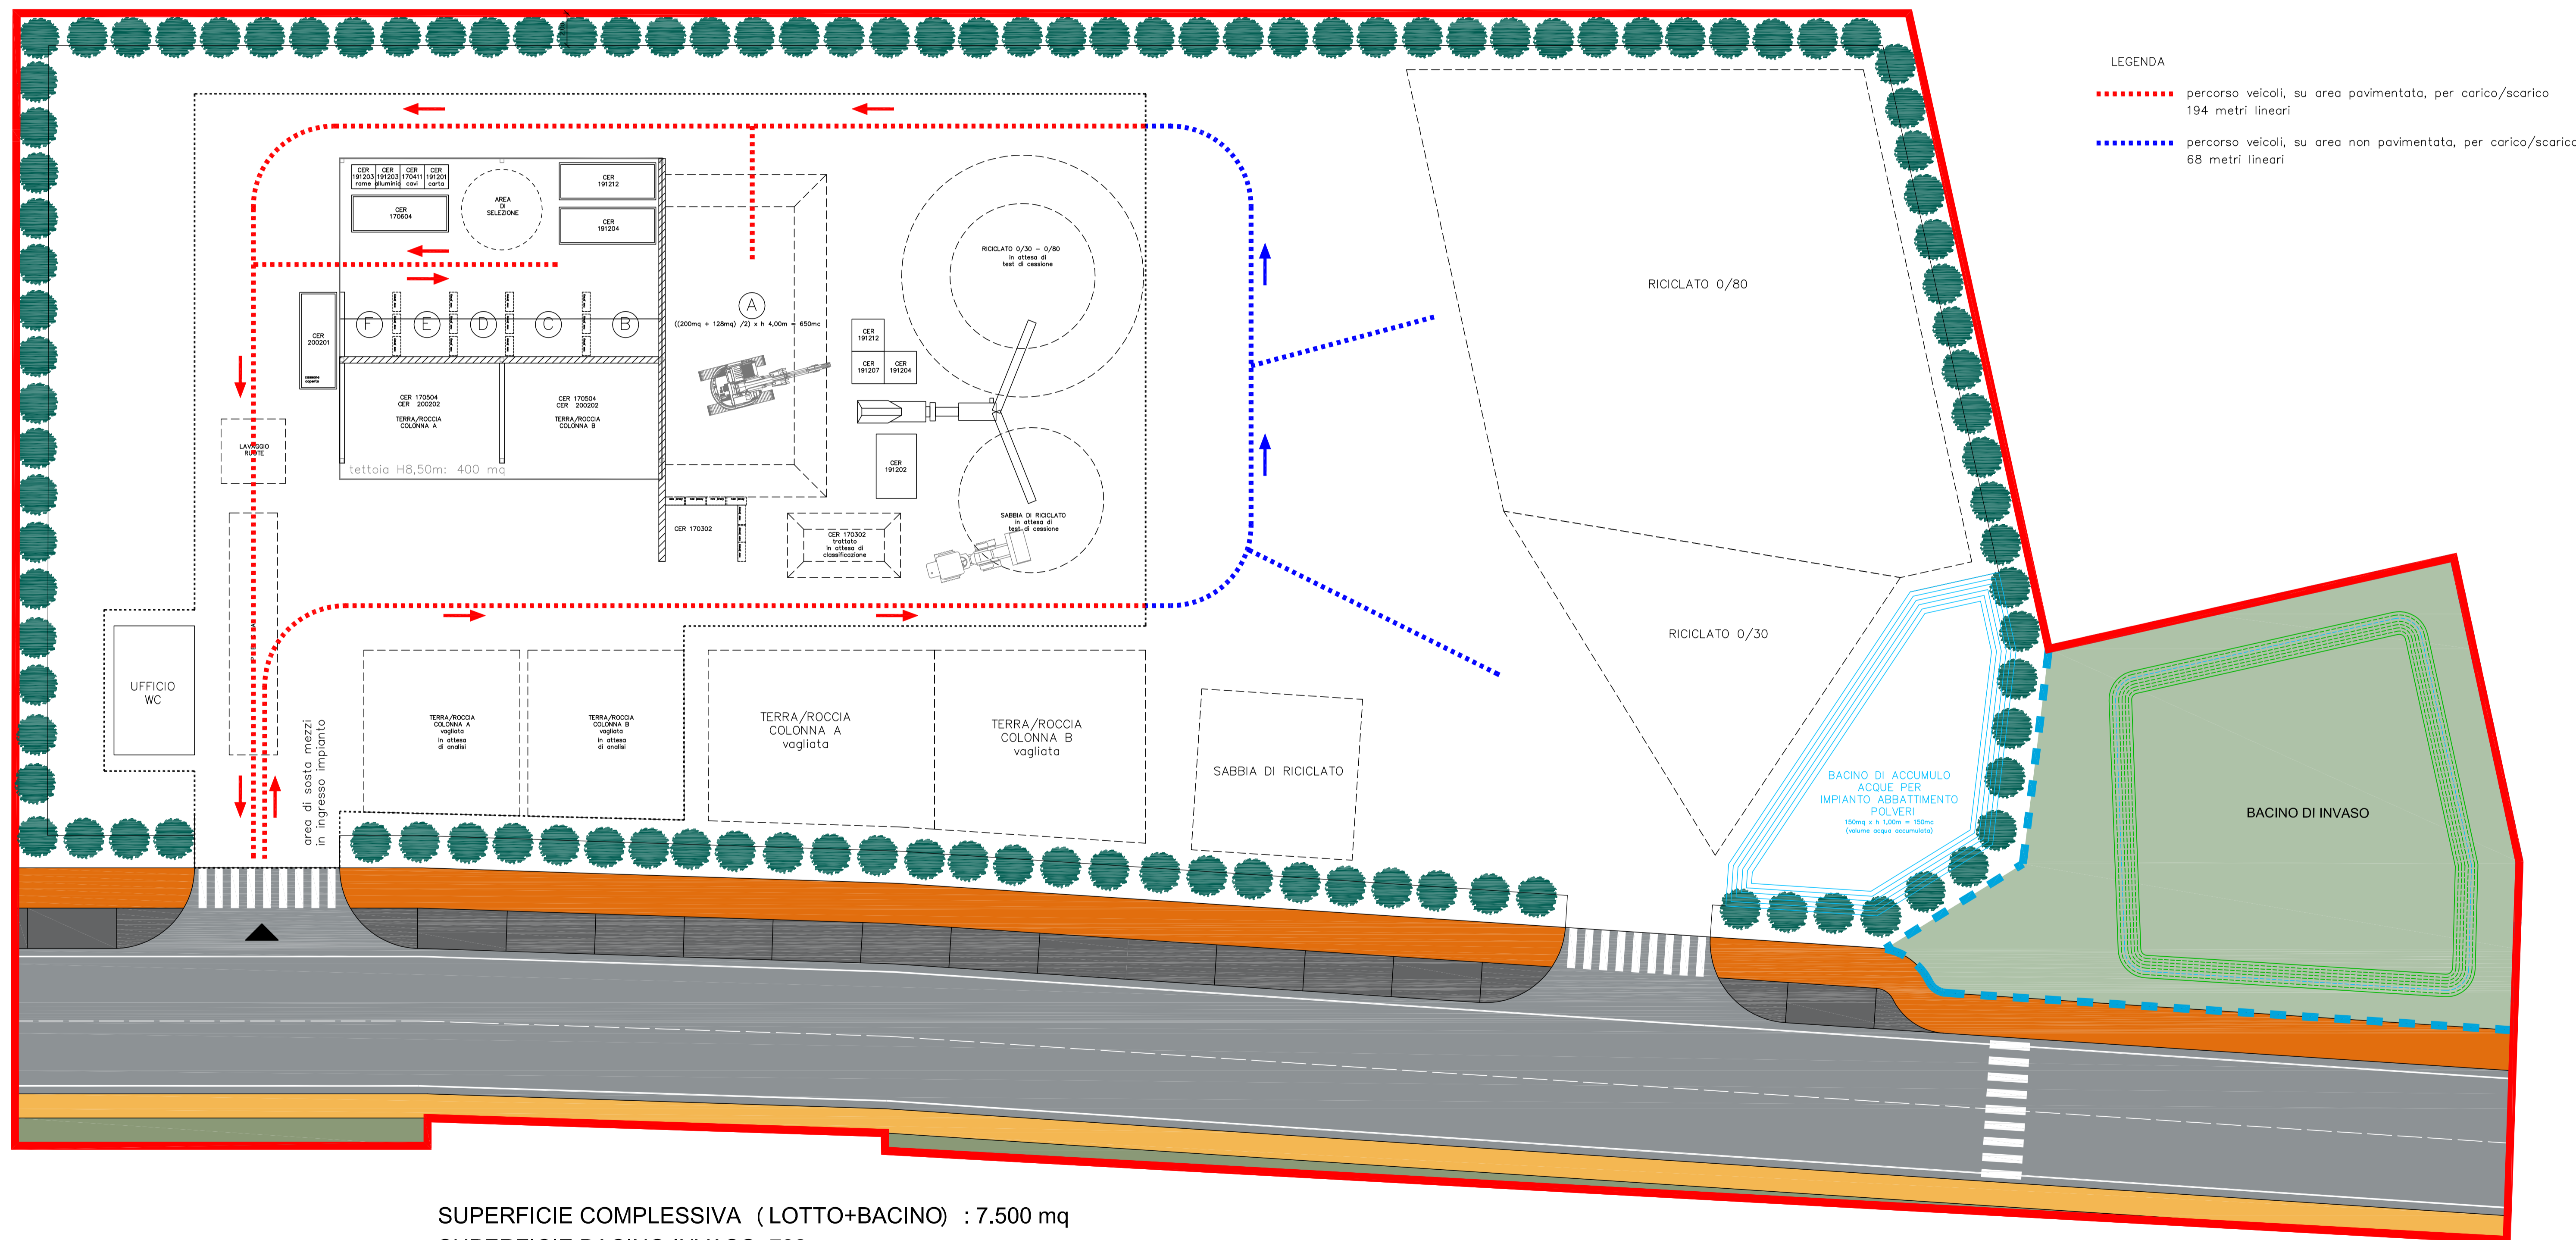 LEGENDA
percorso veicoli, su area pavimentata, per carico/scarico
194 metri lineari
percorso veicoli, su area non pavimentata, per carico/scarico
68 metri lineari
CER
191203
rame
CER
191203
alluminio
CER
170411
cavi
CER
191201
carta
CER
170604
AREA
DI
SELEZIONE
CER
191212
CER
191204
RICICLATO 0/30 - 0/80
in attesa di
test di cessione
RICICLATO 0/80
CER
200201
cassone
coperto
F
E
D
C
B
A
((200mq + 128mq) /2) x h 4,00m = 650mc
CER
191212
CER
191207
CER
191204
CER 170504
CER 200202
TERRA/ROCCIA
COLONNA A
CER 170504
CER 200202
TERRA/ROCCIA
COLONNA B
LAVAGGIO
RUOTE
tettoia H8,50m: 400 mq
CER
191202
CER 170302
CER 170302
trattato
in attesa di
classificazione
SABBIA DI RICICLATO
in attesa di
test di cessione
RICICLATO 0/30
UFFICIO
WC
area di sosta mezzi
in ingresso impianto
TERRA/ROCCIA
COLONNA A
vagliata
in attesa
di analisi
TERRA/ROCCIA
COLONNA B
vagliata
in attesa
di analisi
TERRA/ROCCIA
COLONNA A
vagliata
TERRA/ROCCIA
COLONNA B
vagliata
SABBIA DI RICICLATO
BACINO DI ACCUMULO
ACQUE PER
IMPIANTO ABBATTIMENTO
POLVERI
150mq x h 1,00m = 150mc
(volume acqua accumulata)
BACINO DI INVASO
SUPERFICIE COMPLESSIVA ( LOTTO+BACINO) : 7.500 mq